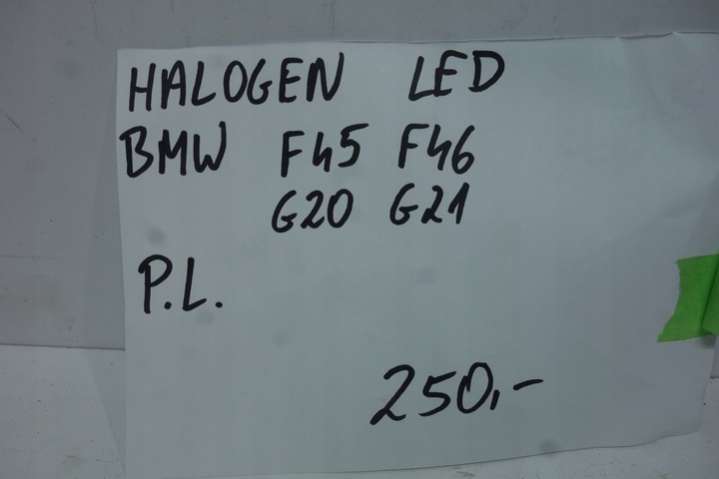 HALOGEN LED
BMW F45 F46
G20 G21
P.L.
250,-